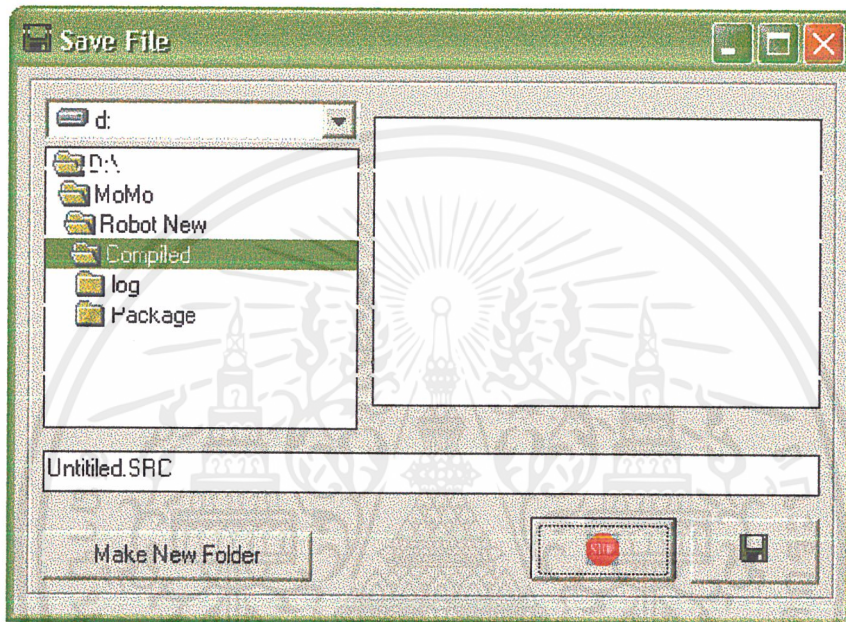 Save File
d:
D:\
MoMo
Robot New
Compiled
log
Package
Untitiled.SRC
Make New Folder
STOP